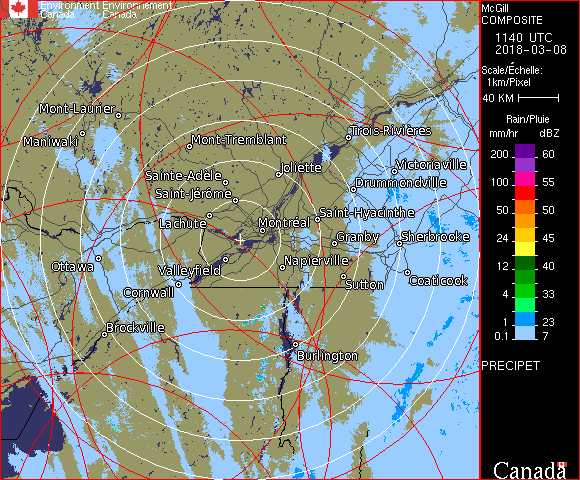 Environment Environnement
Canada Canada
McGill
COMPOSITE
1140 UTC
2018-03-08
Scale/Échelle:
1km/Pixel
40 KM
Rain/Pluie
mm/hr dBZ
200 60
100 55
50 50
24 45
12 40
4 33
1 23
0.1 7
PRECIPET
Canada
Mont-Laurier
Maniwaki
Mont-Tremblant
Trois-Rivières
Joliette
Victoriaville
Sainte-Adèle
Drummondville
Saint-Jérôme
Lachute
Saint-Hyacinthe
Montréal
Granby
Sherbrooke
Ottawa
Valleyfield
Napierville
Coaticook
Cornwall
Sutton
Brockville
Burlington